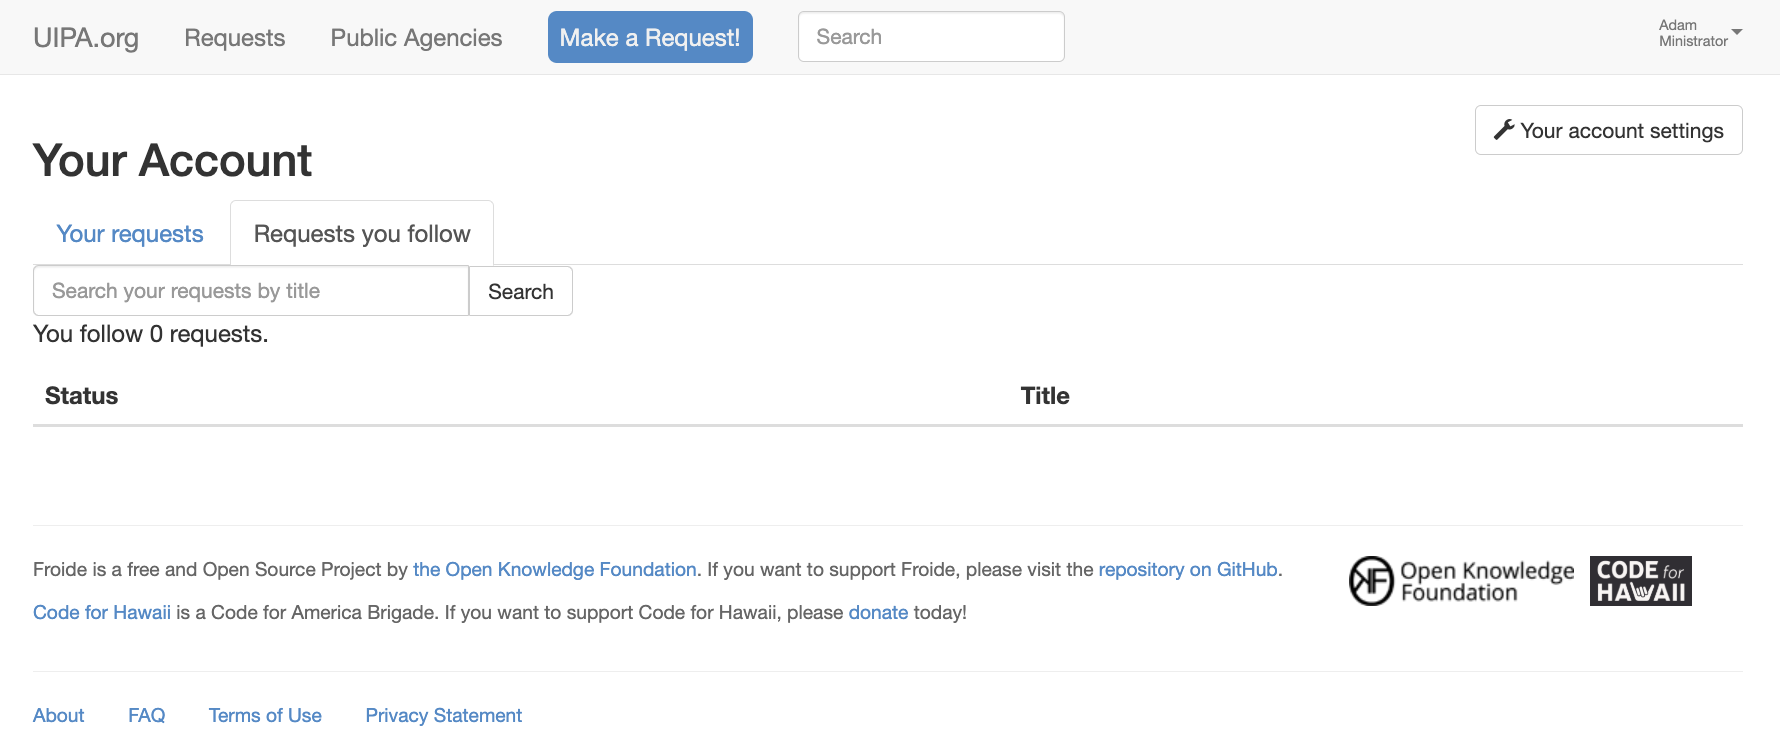 UIPA.org Requests Public Agencies Make a Request! Search Adam
Ministrator
Your account settings
Your Account
Your requests Requests you follow
Search your requests by title Search
You follow 0 requests.
Status Title
Froide is a free and Open Source Project by the Open Knowledge Foundation. If you want to support Froide, please visit the repository on GitHub.
Code for Hawaii is a Code for America Brigade. If you want to support Code for Hawaii, please donate today!
Open Knowledge
Foundation
CODE for
HAWAII
About FAQ Terms of Use Privacy Statement